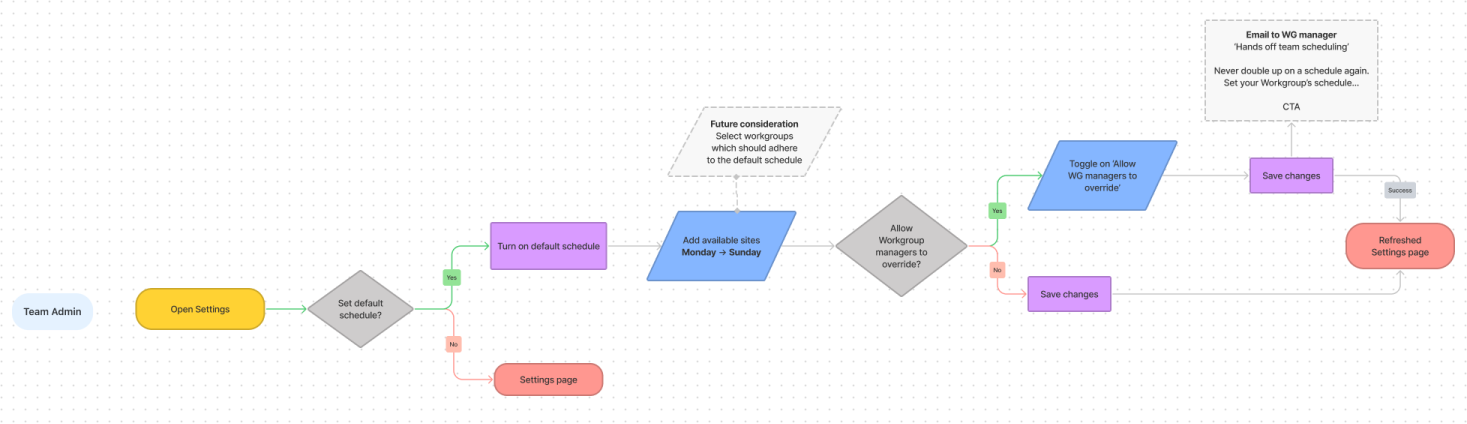 Team Admin
Open Settings
Set default
schedule?
Yes
No
Settings page
Turn on default schedule
Future consideration
Select workgroups
which should adhere
to the default schedule
Add available sites
Monday → Sunday
Allow
Workgroup
managers to
override?
Yes
No
Toggle on 'Allow
WG managers to
override'
Save changes
Email to WG manager
'Hands off team scheduling'
Never double up on a schedule again.
Set your Workgroup's schedule...
CTA
Save changes
Success
Refreshed
Settings page